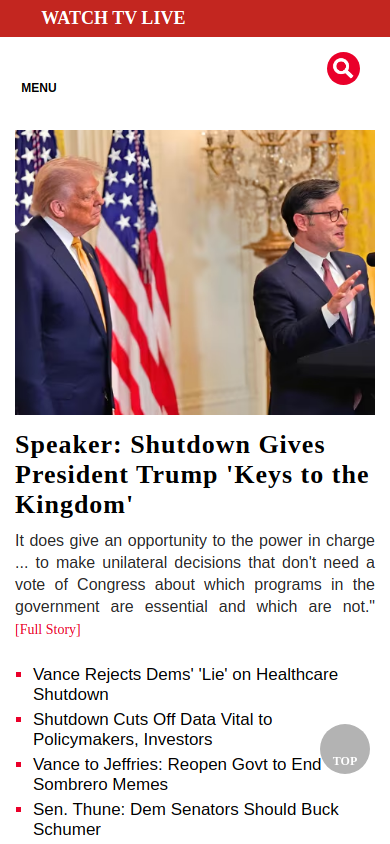 WATCH TV LIVE
MENU
Speaker: Shutdown Gives
President Trump 'Keys to the
Kingdom'
It does give an opportunity to the power in charge
... to make unilateral decisions that don't need a
vote of Congress about which programs in the
government are essential and which are not."
[Full Story]
Vance Rejects Dems' 'Lie' on Healthcare
Shutdown
Shutdown Cuts Off Data Vital to
Policymakers, Investors
Vance to Jeffries: Reopen Govt to End
Sombrero Memes
TOP
Sen. Thune: Dem Senators Should Buck
Schumer